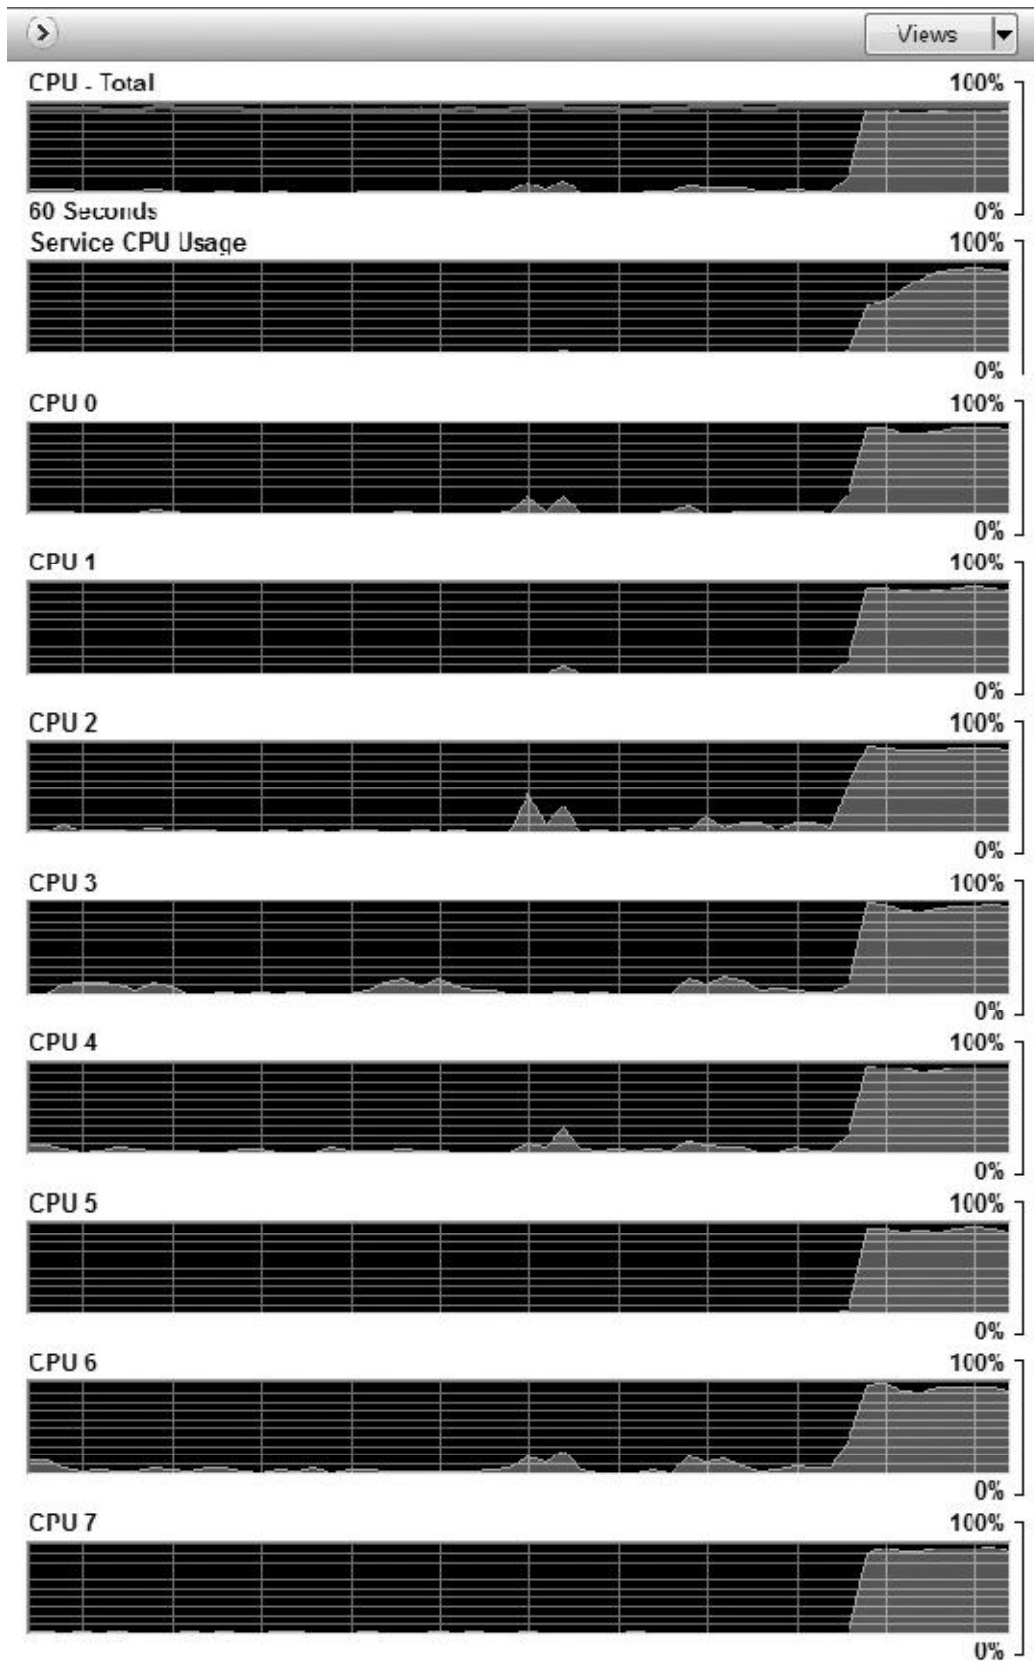 Views
CPU - Total 100%
60 Seconds 0%
Service CPU Usage 100%
0%
CPU 0 100%
0%
CPU 1 100%
0%
CPU 2 100%
0%
CPU 3 100%
0%
CPU 4 100%
0%
CPU 5 100%
0%
CPU 6 100%
0%
CPU 7 100%
0%